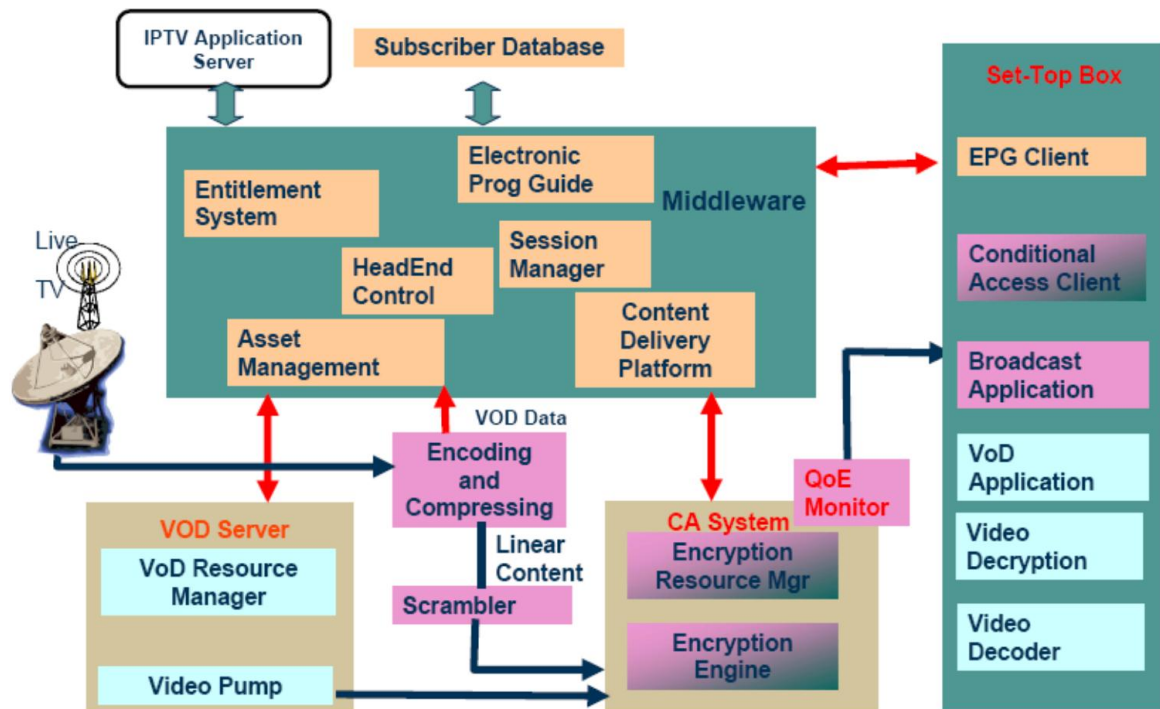 IPTV Application
Server
Subscriber Database
Set-Top Box
Electronic
Prog Guide
EPG Client
Entitlement
System
Middleware
Live
TV
Session
Manager
HeadEnd
Control
Conditional
Access Client
Content
Delivery
Platform
Asset
Management
Broadcast
Application
VOD Data
Encoding
and
Compressing
VoD
Application
QoE
Monitor
VOD Server
CA System
Linear
Content
Encryption
Resource Mgr
Video
Decryption
VoD Resource
Manager
Scrambler
Encryption
Engine
Video
Decoder
Video Pump